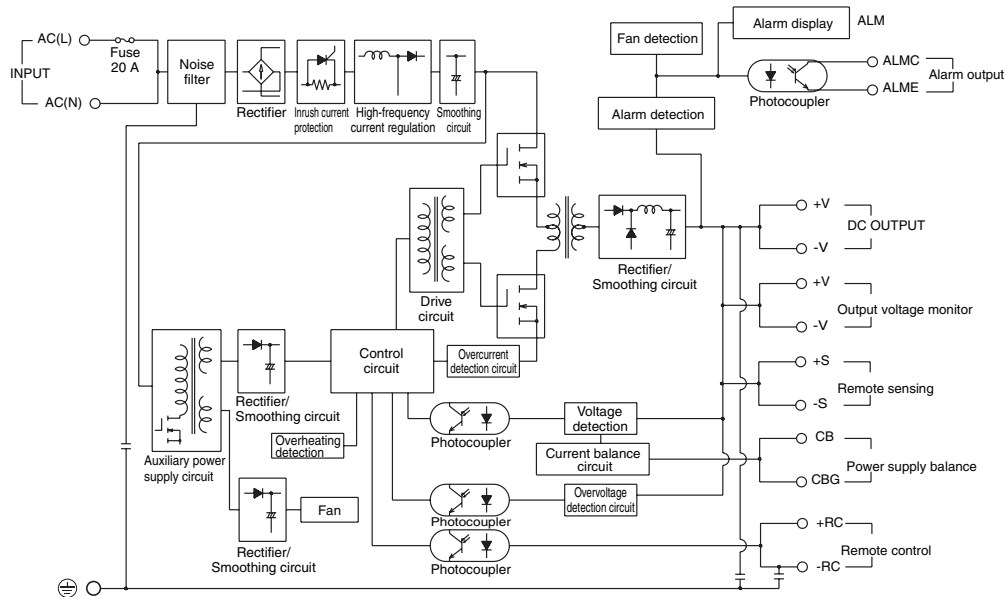 AC(L)
Fuse
20 A
INPUT
AC(N)
Noise
filter
Rectifier
Inrush current
protection
High-frequency
current regulation
Smoothing
circuit
Fan detection
Alarm display
ALM
ALMC
ALME
Alarm output
Photocoupler
Alarm detection
Drive
circuit
Rectifier/
Smoothing circuit
+V
-V
DC OUTPUT
+V
-V
Output voltage monitor
+S
-S
Remote sensing
CB
CBG
Power supply balance
+RC
-RC
Remote control
Auxiliary power
supply circuit
Rectifier/
Smoothing circuit
Control
circuit
Overcurrent
detection circuit
Overheating
detection
Photocoupler
Voltage
detection
Current balance
circuit
Rectifier/
Smoothing circuit
Fan
Photocoupler
Overvoltage
detection circuit
Photocoupler